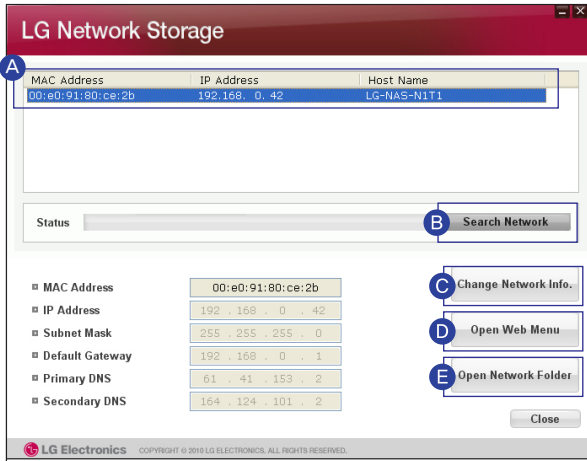 LG Network Storage
A
MAC Address IP Address Host Name
00:e0:91:80:ce:2b 192.168. 0. 42 LG-NAS-N1T1
Status B Search Network
MAC Address 00:e0:91:80:ce:2b C Change Network Info.
IP Address 192 . 168 . 0 . 42
Subnet Mask 255 . 255 . 255 . 0 D Open Web Menu
Default Gateway 192 . 168 . 0 . 1
Primary DNS 61 . 41 . 153 . 2 E Open Network Folder
Secondary DNS 164 . 124 . 101 . 2
Close
LG Electronics COPYRIGHT © 2010 LG ELECTRONICS. ALL RIGHTS RESERVED.